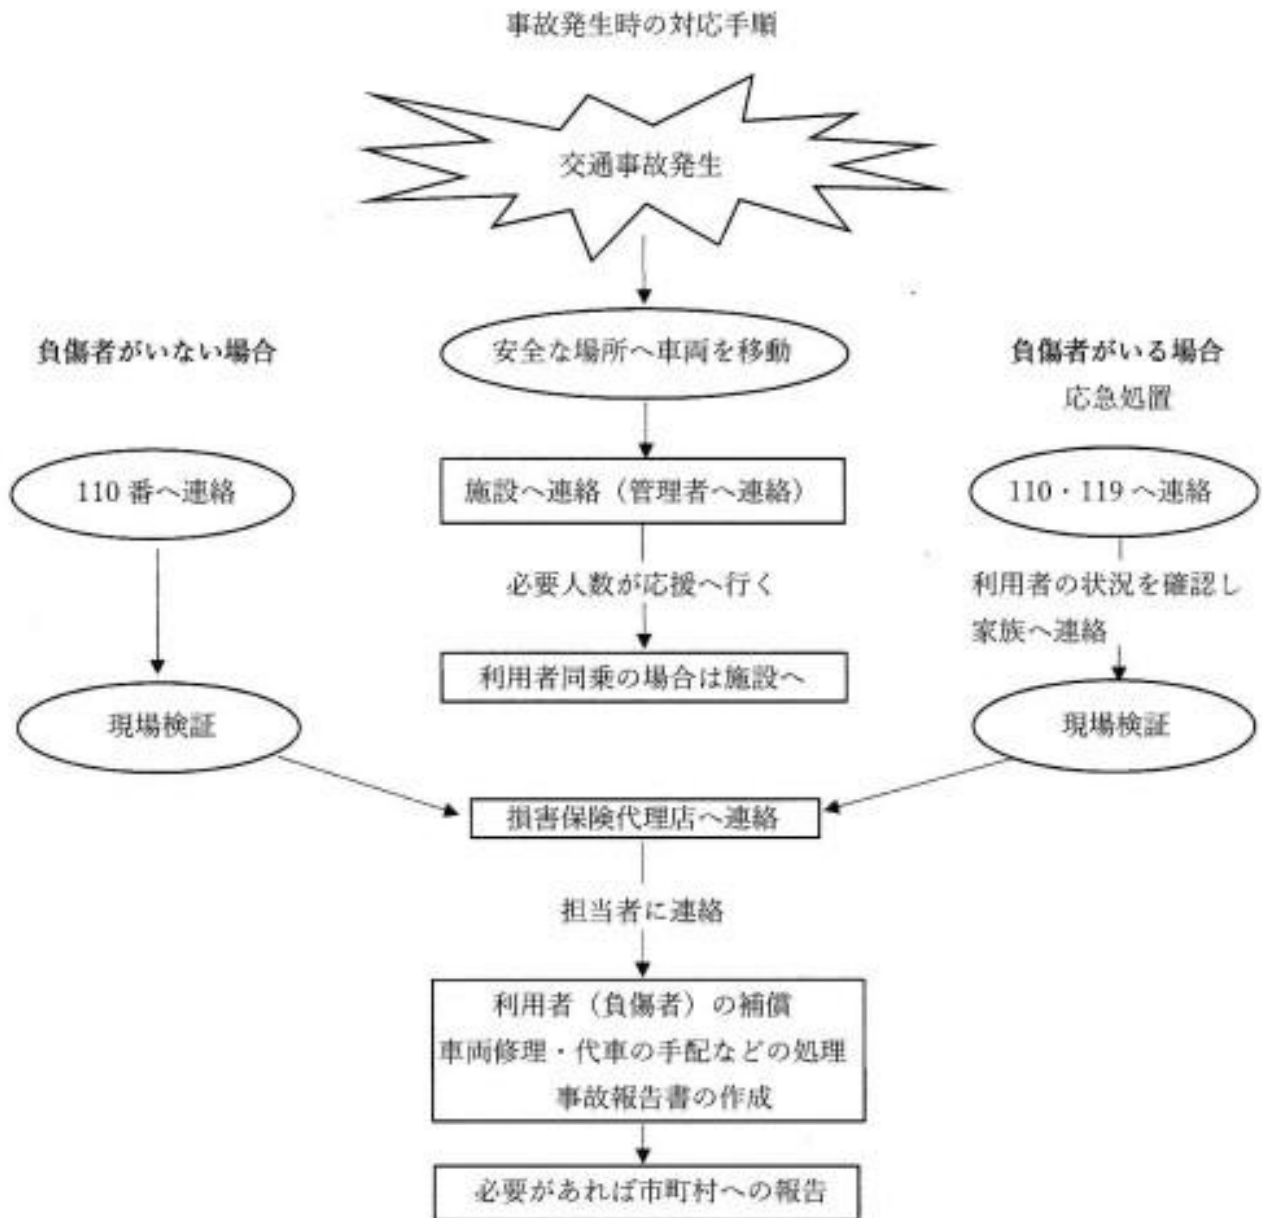 事故発生時の対応手順
交通事故発生
安全な場所へ車両を移動
負傷者がいない場合
負傷者がいる場合
応急処置
110 番へ連絡
施設へ連絡（管理者へ連絡）
110・119 へ連絡
必要人数が応援へ行く
利用者の状況を確認し
家族へ連絡
利用者同乗の場合は施設へ
現場検証
現場検証
損害保険代理店へ連絡
担当者に連絡
利用者（負傷者）の補償
車両修理・代車の手配などの処理
事故報告書の作成
必要があれば市町村への報告